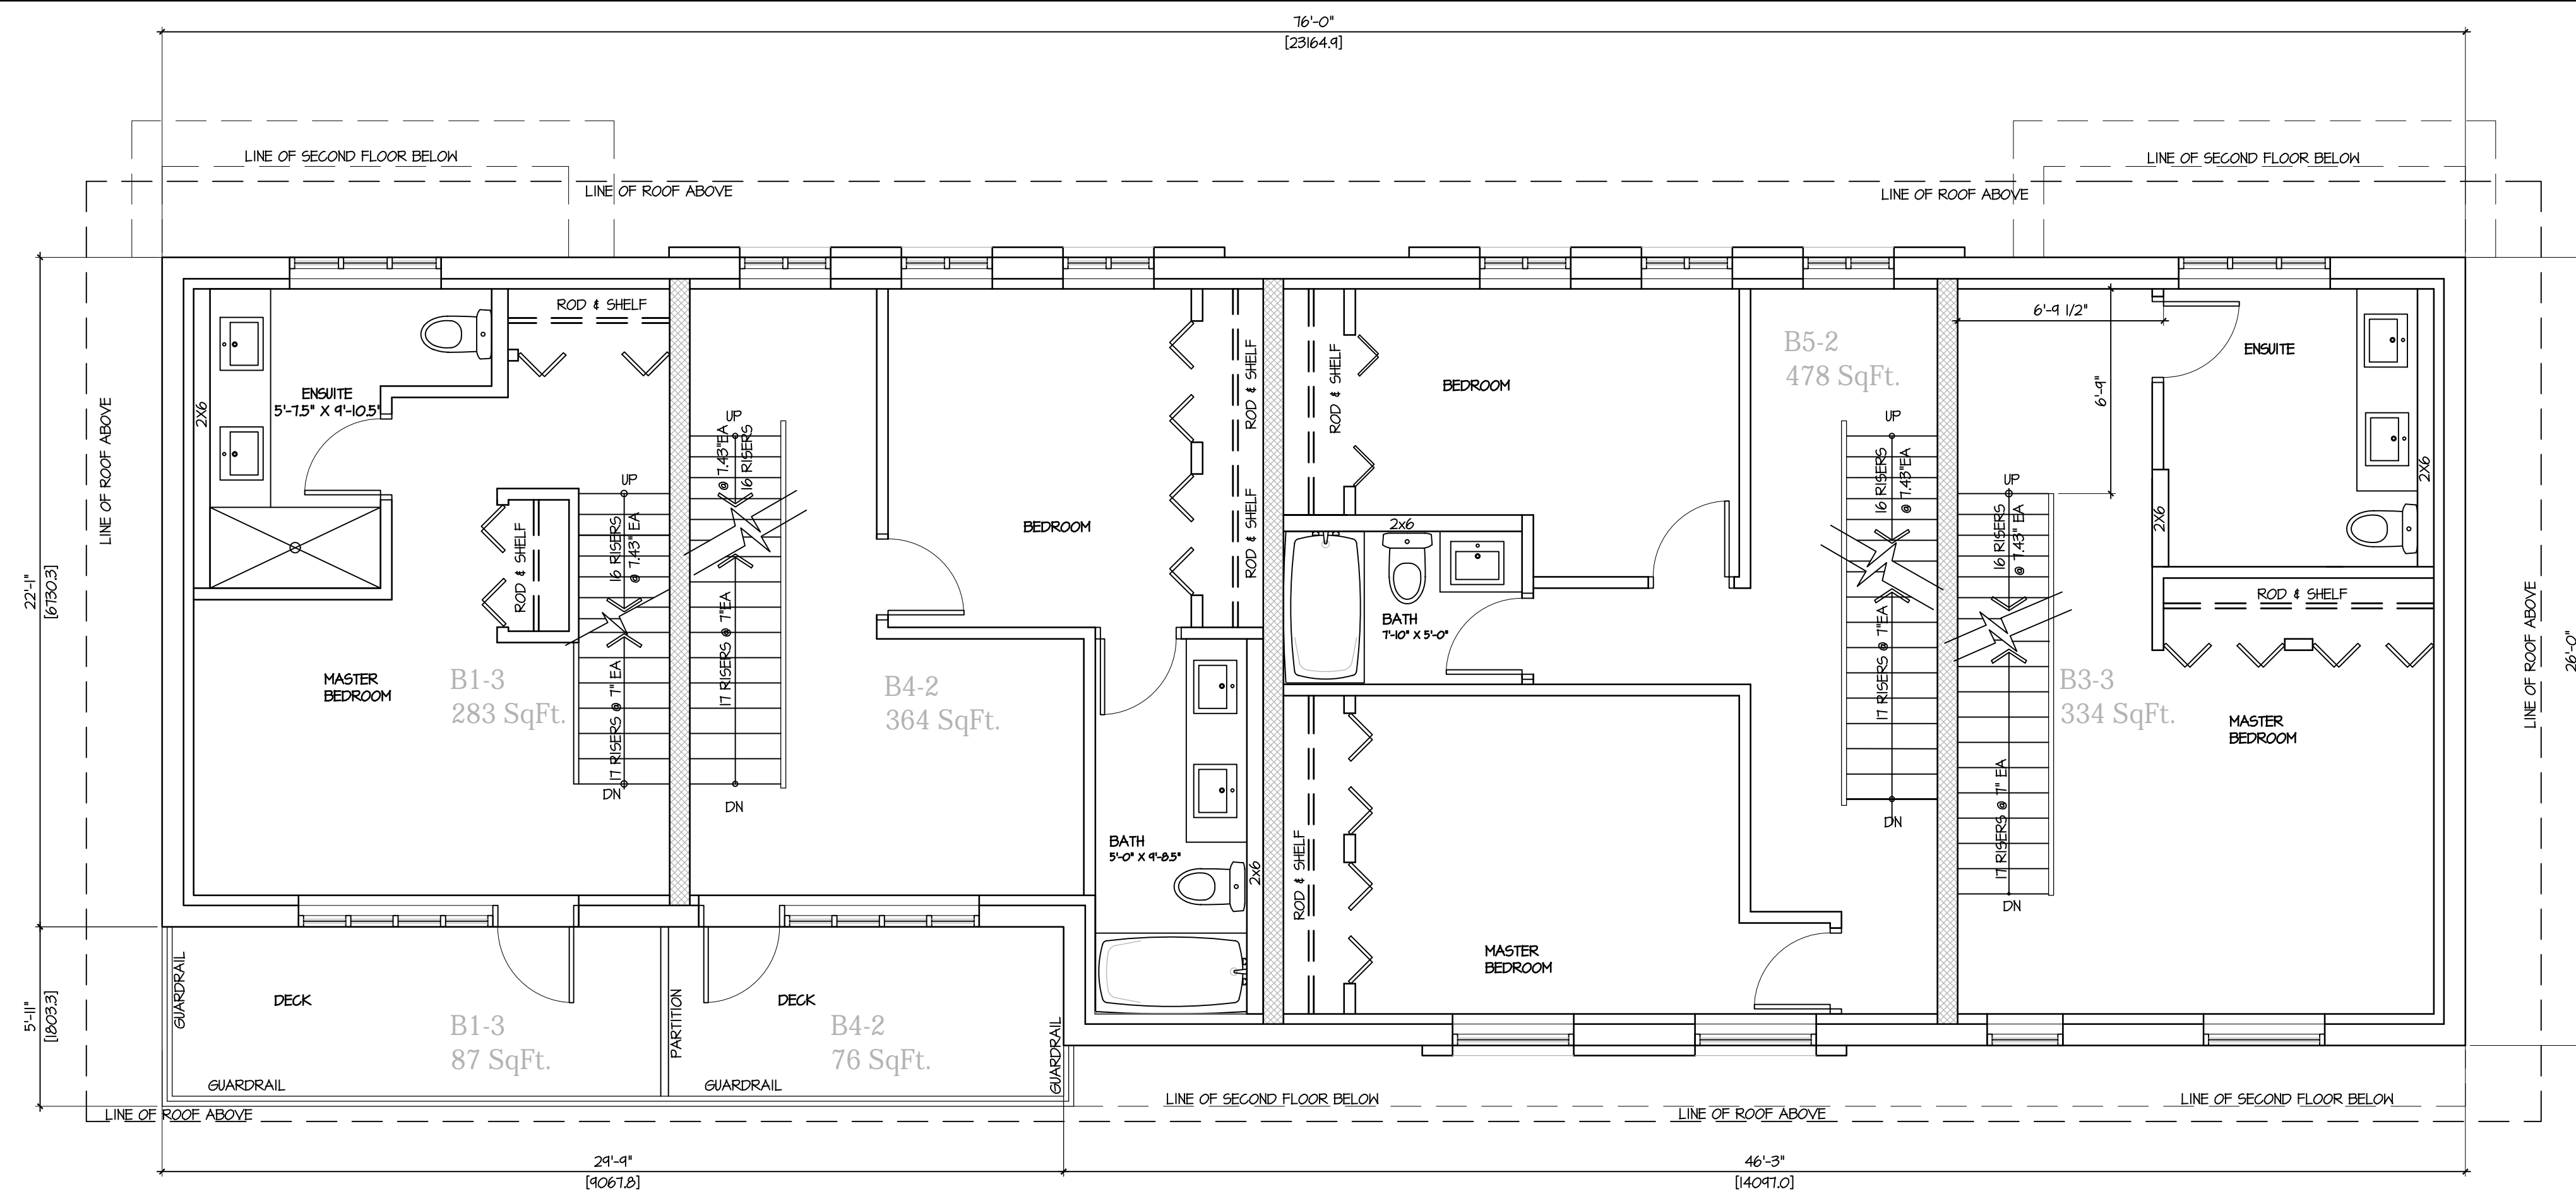 76'-0"
[23164.9]
LINE OF SECOND FLOOR BELOW
LINE OF SECOND FLOOR BELOW
LINE OF ROOF ABOVE
LINE OF ROOF ABOVE
ROD & SHELF
6'-9 1/2"
ENSUITE
5'-7.5" X 9'-10.5"
2X6
LINE OF ROOF ABOVE
UP
@ 7.43"EA
16 RISERS
ROD & SHELF
ROD & SHELF
BEDROOM
B5-2
478 SqFt.
ENSUITE
6'-9"
UP
16 RISERS
@ 7.43"EA
UP
16 RISERS
@ 7.43" EA
ROD & SHELF
BEDROOM
ROD & SHELF
2x6
UP
16 RISERS
@ 7.43" EA
2X6
2X6
22'-1"
[6730.3]
BATH
7'-10" X 5'-0"
ROD & SHELF
LINE OF ROOF ABOVE
26'-0"
MASTER
BEDROOM
B1-3
283 SqFt.
17 RISERS @ 7" EA
DN
17 RISERS @ 7"EA
DN
B4-2
364 SqFt.
17 RISERS @ 7"EA
DN
B3-3
334 SqFt.
MASTER
BEDROOM
17 RISERS @ 7" EA
DN
BATH
5'-0" X 9'-8.5"
2x6
ROD & SHELF
MASTER
BEDROOM
5'-11"
[1803.3]
GUARDRAIL
DECK
B1-3
87 SqFt.
GUARDRAIL
PARTITION
DECK
B4-2
76 SqFt.
GUARDRAIL
GUARDRAIL
LINE OF SECOND FLOOR BELOW
LINE OF SECOND FLOOR BELOW
LINE OF ROOF ABOVE
LINE OF ROOF ABOVE
29'-9"
[9067.8]
46'-3"
[14097.0]